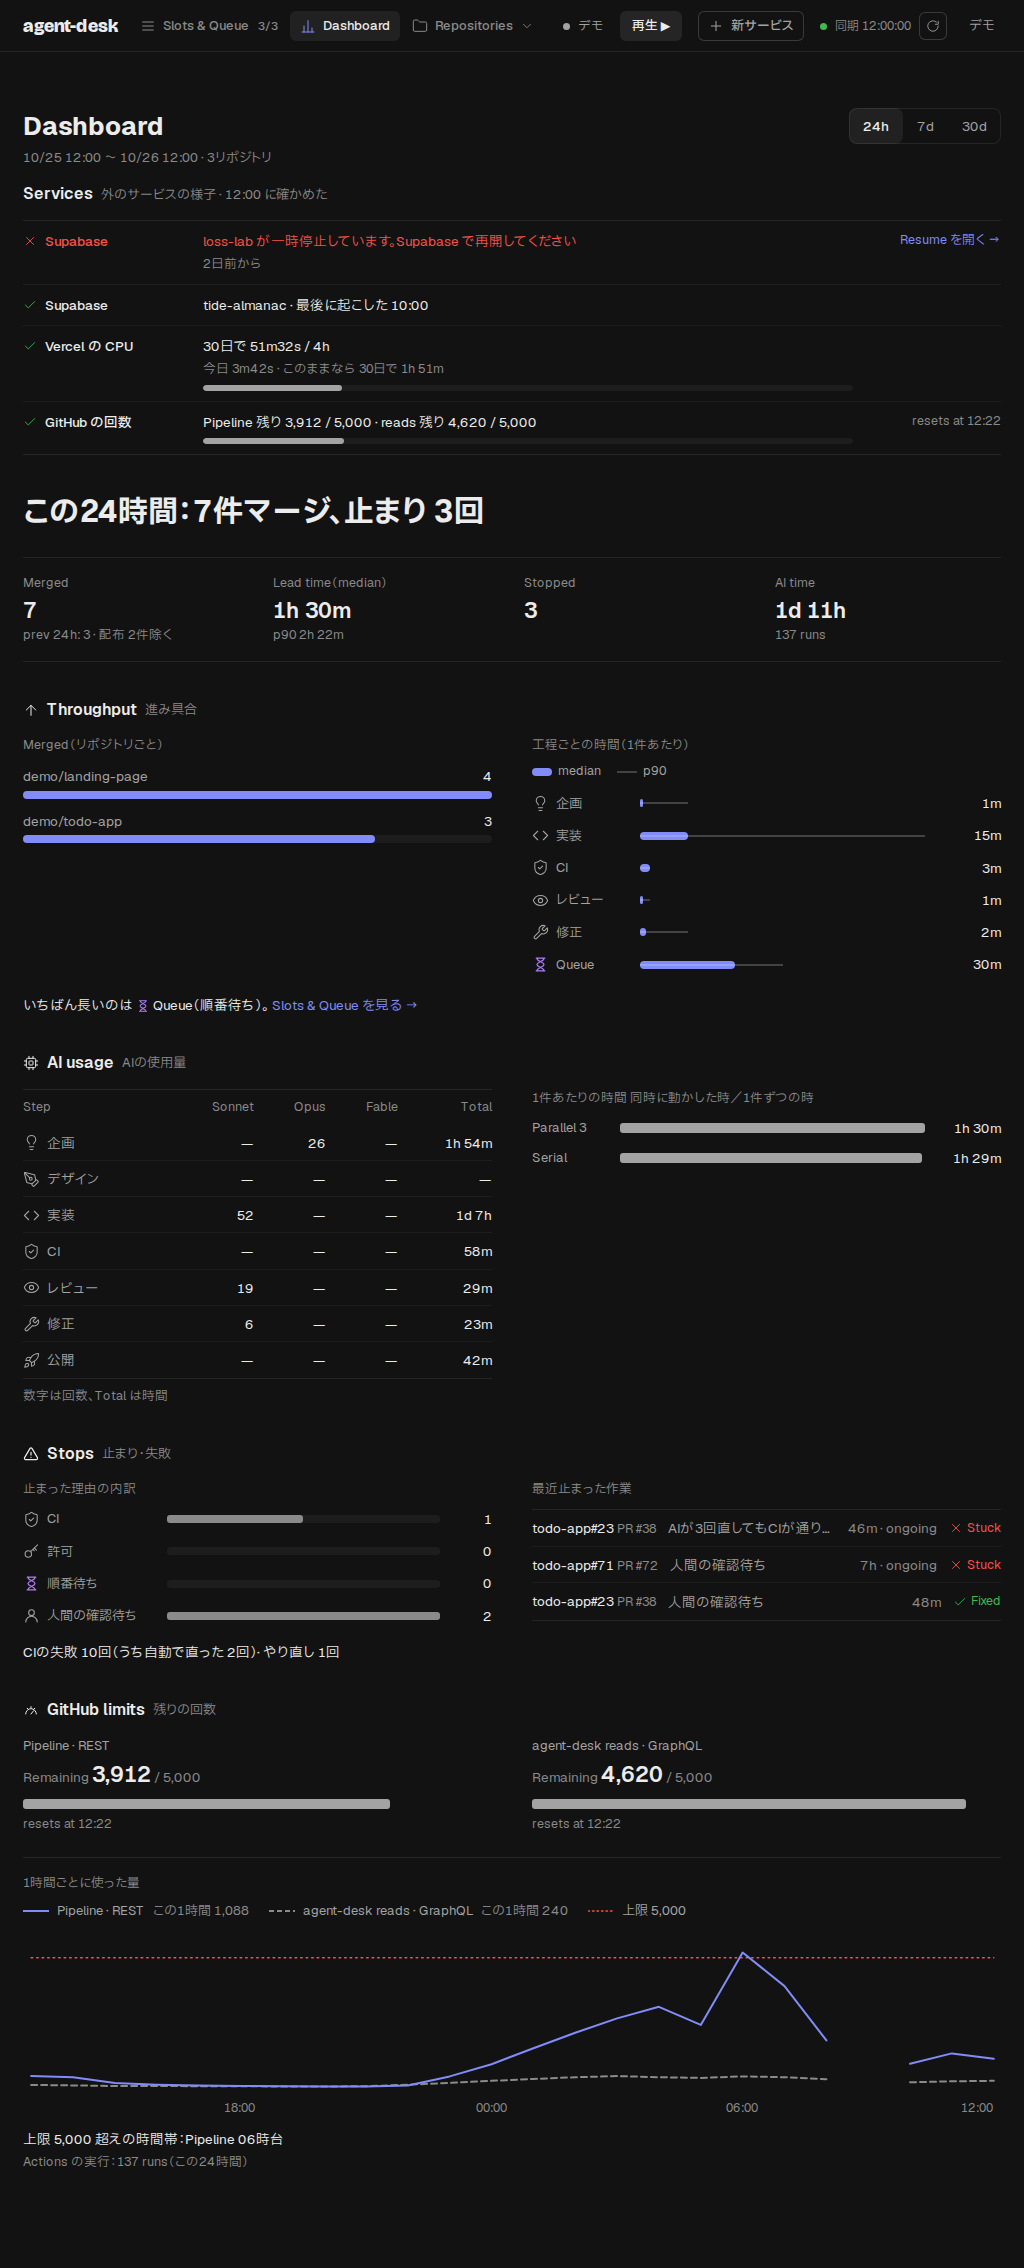 agent-desk Slots & Queue 3/3 Dashboard Repositories デモ 再生 ▶ 新サービス 同期 12:00:00 デモ
Dashboard
24h 7d 30d
10/25 12:00 〜 10/26 12:00 · 3リポジトリ
Services 外のサービスの様子 · 12:00 に確かめた
Supabase loss-lab が一時停止しています。Supabase で再開してください Resume を開く →
2日前から
Supabase tide-almanac · 最後に起こした 10:00
Vercel の CPU 30日で 51m32s / 4h
今日 3m42s · このままなら 30日で 1h 51m
GitHub の回数 Pipeline 残り 3,912 / 5,000 · reads 残り 4,620 / 5,000 resets at 12:22
この24時間：7件マージ、止まり 3回
Merged Lead time（median） Stopped AI time
7 1h 30m 3 1d 11h
prev 24h: 3 · 配布 2件除く p90 2h 22m 137 runs
Throughput 進み具合
Merged（リポジトリごと）
demo/landing-page 4
demo/todo-app 3
工程ごとの時間（1件あたり）
median p90
企画 1m
実装 15m
CI 3m
レビュー 1m
修正 2m
Queue 30m
いちばん長いのは Queue（順番待ち）。Slots & Queue を見る →
AI usage AIの使用量
Step Sonnet Opus Fable Total
企画 — 26 — 1h 54m
デザイン — — — —
実装 52 — — 1d 7h
CI — — — 58m
レビュー 19 — — 29m
修正 6 — — 23m
公開 — — — 42m
数字は回数、Total は時間
1件あたりの時間 同時に動かした時／1件ずつの時
Parallel 3 1h 30m
Serial 1h 29m
Stops 止まり・失敗
止まった理由の内訳
CI 1
許可 0
順番待ち 0
人間の確認待ち 2
最近止まった作業
todo-app#23 PR #38 AIが3回直してもCIが通り… 46m · ongoing Stuck
todo-app#71 PR #72 人間の確認待ち 7h · ongoing Stuck
todo-app#23 PR #38 人間の確認待ち 48m Fixed
CIの失敗 10回（うち自動で直った 2回）· やり直し 1回
GitHub limits 残りの回数
Pipeline · REST
Remaining 3,912 / 5,000
resets at 12:22
agent-desk reads · GraphQL
Remaining 4,620 / 5,000
resets at 12:22
1時間ごとに使った量
Pipeline · REST この1時間 1,088 agent-desk reads · GraphQL この1時間 240 上限 5,000
18:00 00:00 06:00 12:00
上限 5,000 超えの時間帯：Pipeline 06時台
Actions の実行：137 runs（この24時間）